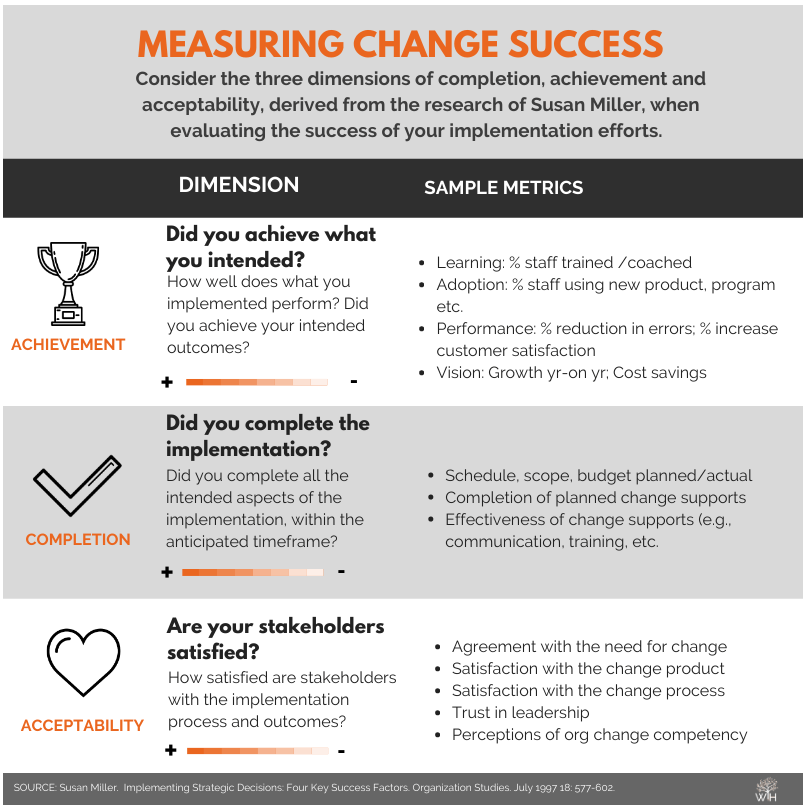 MEASURING CHANGE SUCCESS
Consider the three dimensions of completion, achievement and
acceptability, derived from the research of Susan Miller, when
evaluating the success of your implementation efforts.
DIMENSION
SAMPLE METRICS
ACHIEVEMENT
Did you achieve what
you intended?
How well does what you
implemented perform? Did
you achieve your intended
outcomes?
+ -
• Learning: % staff trained /coached
• Adoption: % staff using new product, program
etc.
• Performance: % reduction in errors; % increase
customer satisfaction
• Vision: Growth yr-on yr; Cost savings
COMPLETION
Did you complete the
implementation?
Did you complete all the
intended aspects of the
implementation, within the
anticipated timeframe?
+ -
• Schedule, scope, budget planned/actual
• Completion of planned change supports
• Effectiveness of change supports (e.g.,
communication, training, etc.
ACCEPTABILITY
Are your stakeholders
satisfied?
How satisfied are stakeholders
with the implementation
process and outcomes?
+ -
• Agreement with the need for change
• Satisfaction with the change product
• Satisfaction with the change process
• Trust in leadership
• Perceptions of org change competency
SOURCE: Susan Miller. Implementing Strategic Decisions: Four Key Success Factors. Organization Studies. July 1997 18: 577-602.
WIH